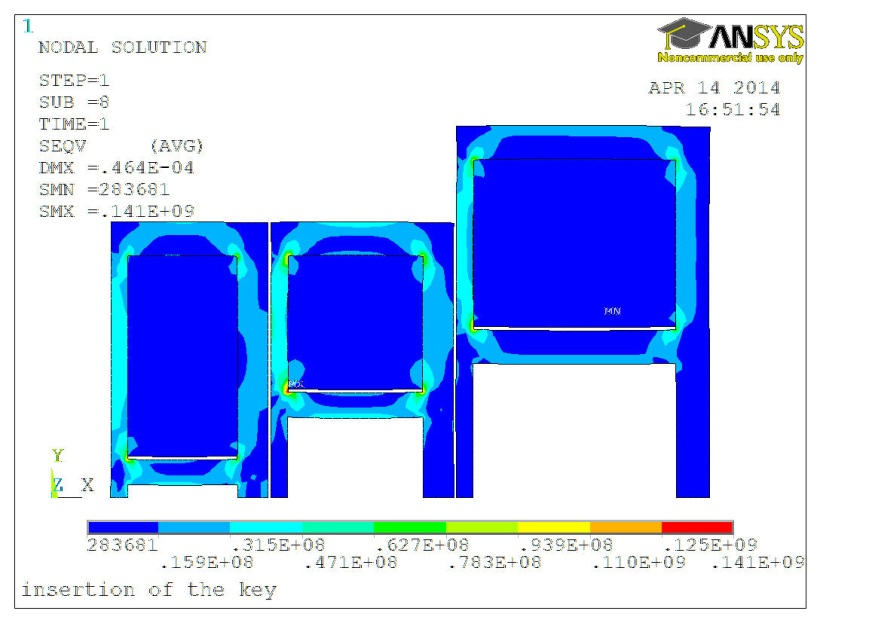 1
NODAL SOLUTION
STEP=1
SUB =8
TIME=1
SEQV (AVG)
DMX =.464E-04
SMN =283681
SMX =.141E+09
ANSYS
Noncommercial use only
APR 14 2014
16:51:54
MN
Y
Z X
283681 .315E+08 .627E+08 .939E+08 .125E+09
.159E+08 .471E+08 .783E+08 .110E+09 .141E+09
insertion of the key